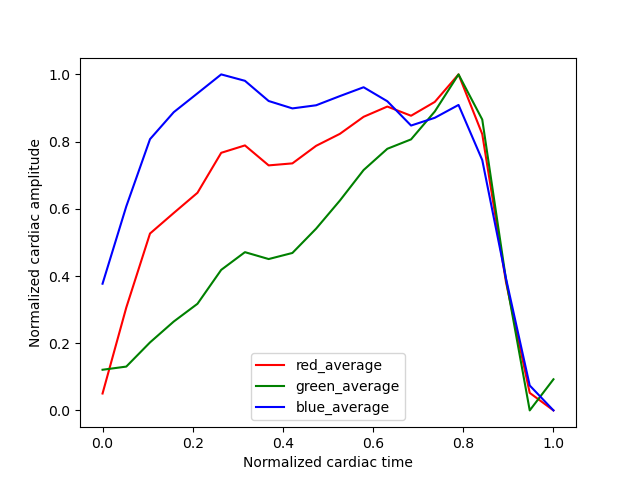 1.0
0.8
0.6
0.4
0.2
0.0
Normalized cardiac amplitude
red_average
green_average
blue_average
0.0 0.2 0.4 0.6 0.8 1.0
Normalized cardiac time